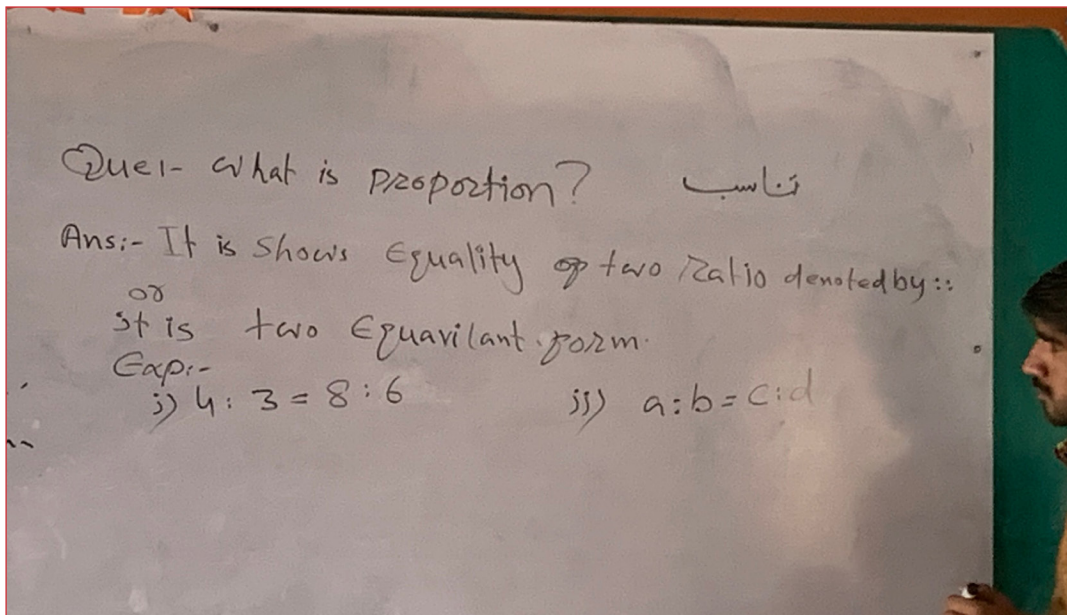 Que:- What is proportion? تناسب
Ans:- It is Shows Equality of two Ratio denoted by ::
or
It is two Equavilant form.
Exp:-
i) 4 : 3 = 8 : 6 ii) a : b = c : d